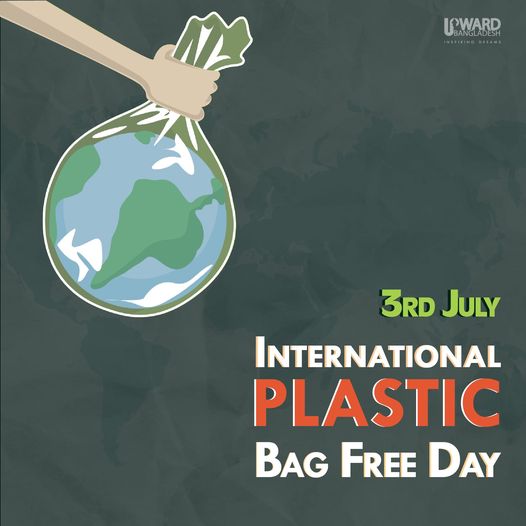 UPWARD
BANGLADESH
INSPIRING DREAMS
3RD JULY
INTERNATIONAL
PLASTIC
BAG FREE DAY